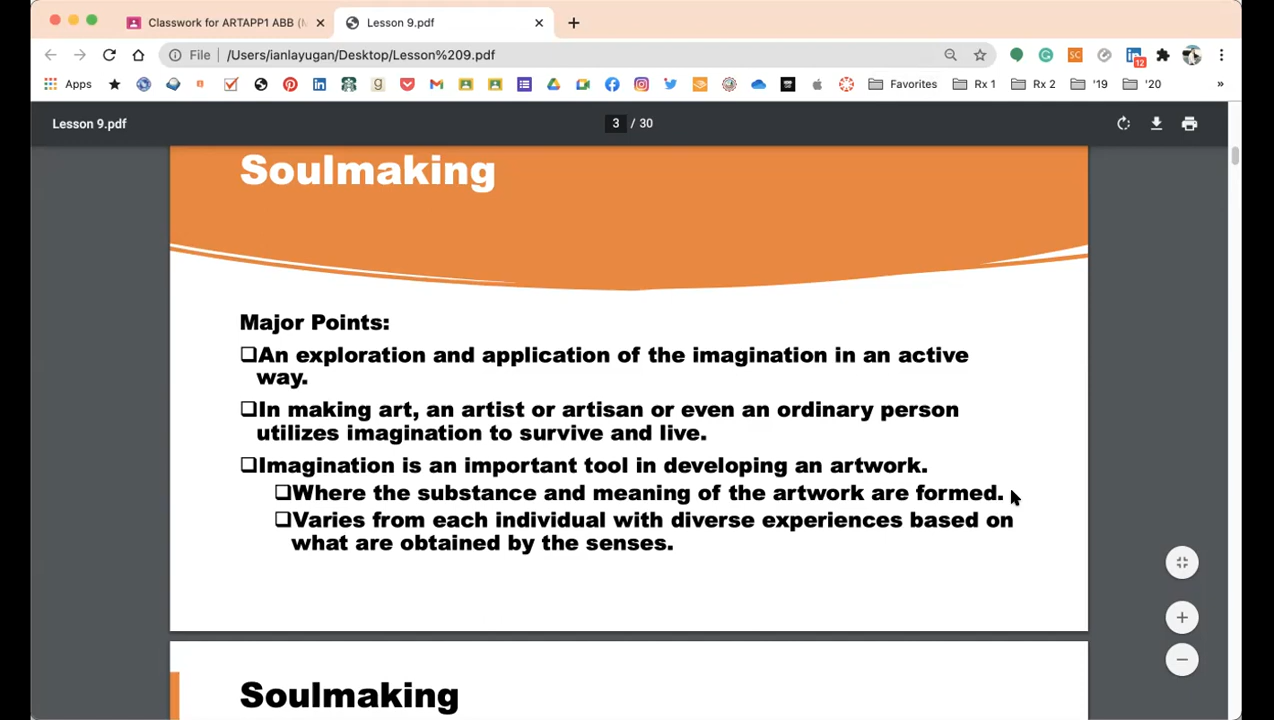 Classwork for ARTAPP1 ABB (M
Lesson 9.pdf
File
/Users/ianlayugan/Desktop/Lesson%209.pdf
SC
12
Apps
Favorites
Rx 1
Rx 2
'19
'20
»
Lesson 9.pdf
3 / 30
Soulmaking
Major Points:
❑An exploration and application of the imagination in an active
way.
❑In making art, an artist or artisan or even an ordinary person
utilizes imagination to survive and live.
❑Imagination is an important tool in developing an artwork.
❑Where the substance and meaning of the artwork are formed.
❑Varies from each individual with diverse experiences based on
what are obtained by the senses.
Soulmaking